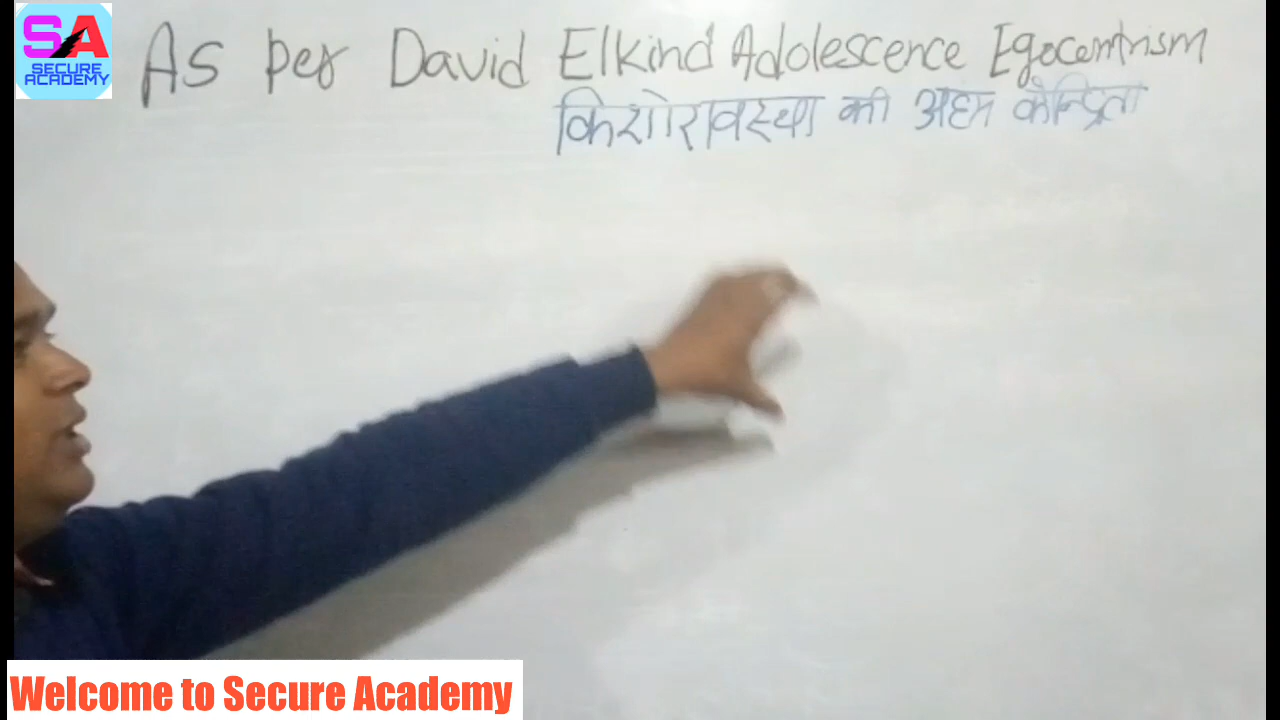 SA
SECURE
ACADEMY
As per David Elkind Adolescence Egocentrism
किशोरावस्था की अहम केन्द्रिता
Welcome to Secure Academy